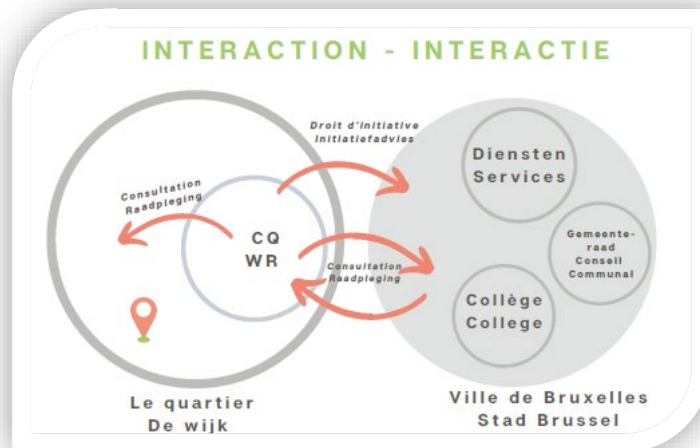 INTERACTION - INTERACTIE
Droit d'initiative
Initiatiefadvies
Consultation
Raadpleging
CQ
WR
Consultation
Raadpleging
Diensten
Services
Gemeente-
raad
Conseil
Communal
Collège
College
Le quartier
De wijk
Ville de Bruxelles
Stad Brussel